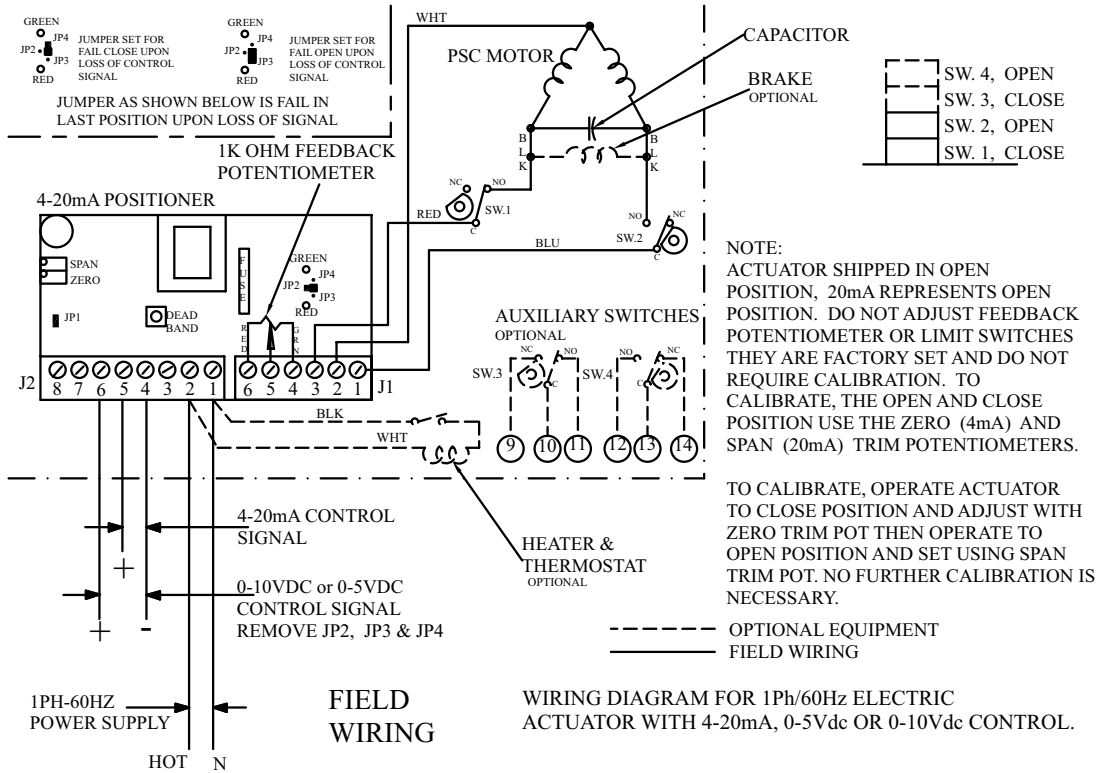 GREEN
JP4
JP2
JP3
RED
JUMPER SET FOR
FAIL CLOSE UPON
LOSS OF CONTROL
SIGNAL
GREEN
JP4
JP2
JP3
RED
JUMPER SET FOR
FAIL OPEN UPON
LOSS OF CONTROL
SIGNAL
JUMPER AS SHOWN BELOW IS FAIL IN
LAST POSITION UPON LOSS OF SIGNAL
WHT
PSC MOTOR
CAPACITOR
BRAKE
OPTIONAL
BLK
BLK
SW. 4, OPEN
SW. 3, CLOSE
SW. 2, OPEN
SW. 1, CLOSE
1K OHM FEEDBACK
POTENTIOMETER
4-20mA POSITIONER
NC
NO
SW.1
C
RED
NO
NC
SW.2
C
BLU
SPAN
ZERO
JP1
DEAD
BAND
FUSE
GREEN
JP4
JP2
JP3
RED
RED
GRN
J2
8 7 6 5 4 3 2 1
6 5 4 3 2 1
J1
AUXILIARY SWITCHES
OPTIONAL
NC
NO
SW.3
C
NO
NC
SW.4
C
9 10 11 12 13 14
BLK
WHT
HEATER &
THERMOSTAT
OPTIONAL
NOTE:
ACTUATOR SHIPPED IN OPEN
POSITION, 20mA REPRESENTS OPEN
POSITION. DO NOT ADJUST FEEDBACK
POTENTIOMETER OR LIMIT SWITCHES
THEY ARE FACTORY SET AND DO NOT
REQUIRE CALIBRATION. TO
CALIBRATE, THE OPEN AND CLOSE
POSITION USE THE ZERO (4mA) AND
SPAN (20mA) TRIM POTENTIOMETERS.
TO CALIBRATE, OPERATE ACTUATOR
TO CLOSE POSITION AND ADJUST WITH
ZERO TRIM POT THEN OPERATE TO
OPEN POSITION AND SET USING SPAN
TRIM POT. NO FURTHER CALIBRATION IS
NECESSARY.
4-20mA CONTROL
SIGNAL
+
0-10VDC or 0-5VDC
CONTROL SIGNAL
REMOVE JP2, JP3 & JP4
+ -
OPTIONAL EQUIPMENT
FIELD WIRING
1PH-60HZ
POWER SUPPLY
HOT N
FIELD
WIRING
WIRING DIAGRAM FOR 1Ph/60Hz ELECTRIC
ACTUATOR WITH 4-20mA, 0-5Vdc OR 0-10Vdc CONTROL.